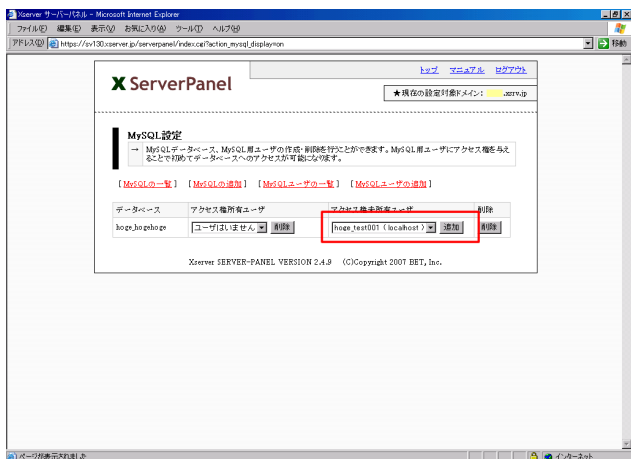 Xserver サーバーパネル - Microsoft Internet Explorer
ファイル(F) 編集(E) 表示(V) お気に入り(A) ツール(T) ヘルプ(H)
アドレス(D) https://sv130.xserver.jp/serverpanel/index.cgi?action_mysql_display=on 移動
トップ マニュアル ログアウト
X ServerPanel
★現在の設定対象ドメイン： .xsrv.jp
MySQL設定
→ MySQLデータベース、MySQL用ユーザの作成・削除を行うことができます。MySQL用ユーザにアクセス権を与え
ることで初めてデータベースへのアクセスが可能になります。
[MySQLの一覧] [MySQLの追加] [MySQLユーザの一覧] [MySQLユーザの追加]
データベース アクセス権所有ユーザ アクセス権未所有ユーザ 削除
hoge_hogehoge ユーザはいません 削除 hoge_test001 ( localhost ) 追加 削除
Xserver SERVER-PANEL VERSION 2.4.9 (C)Copyright 2007 BET, Inc.
ページが表示されました インターネット